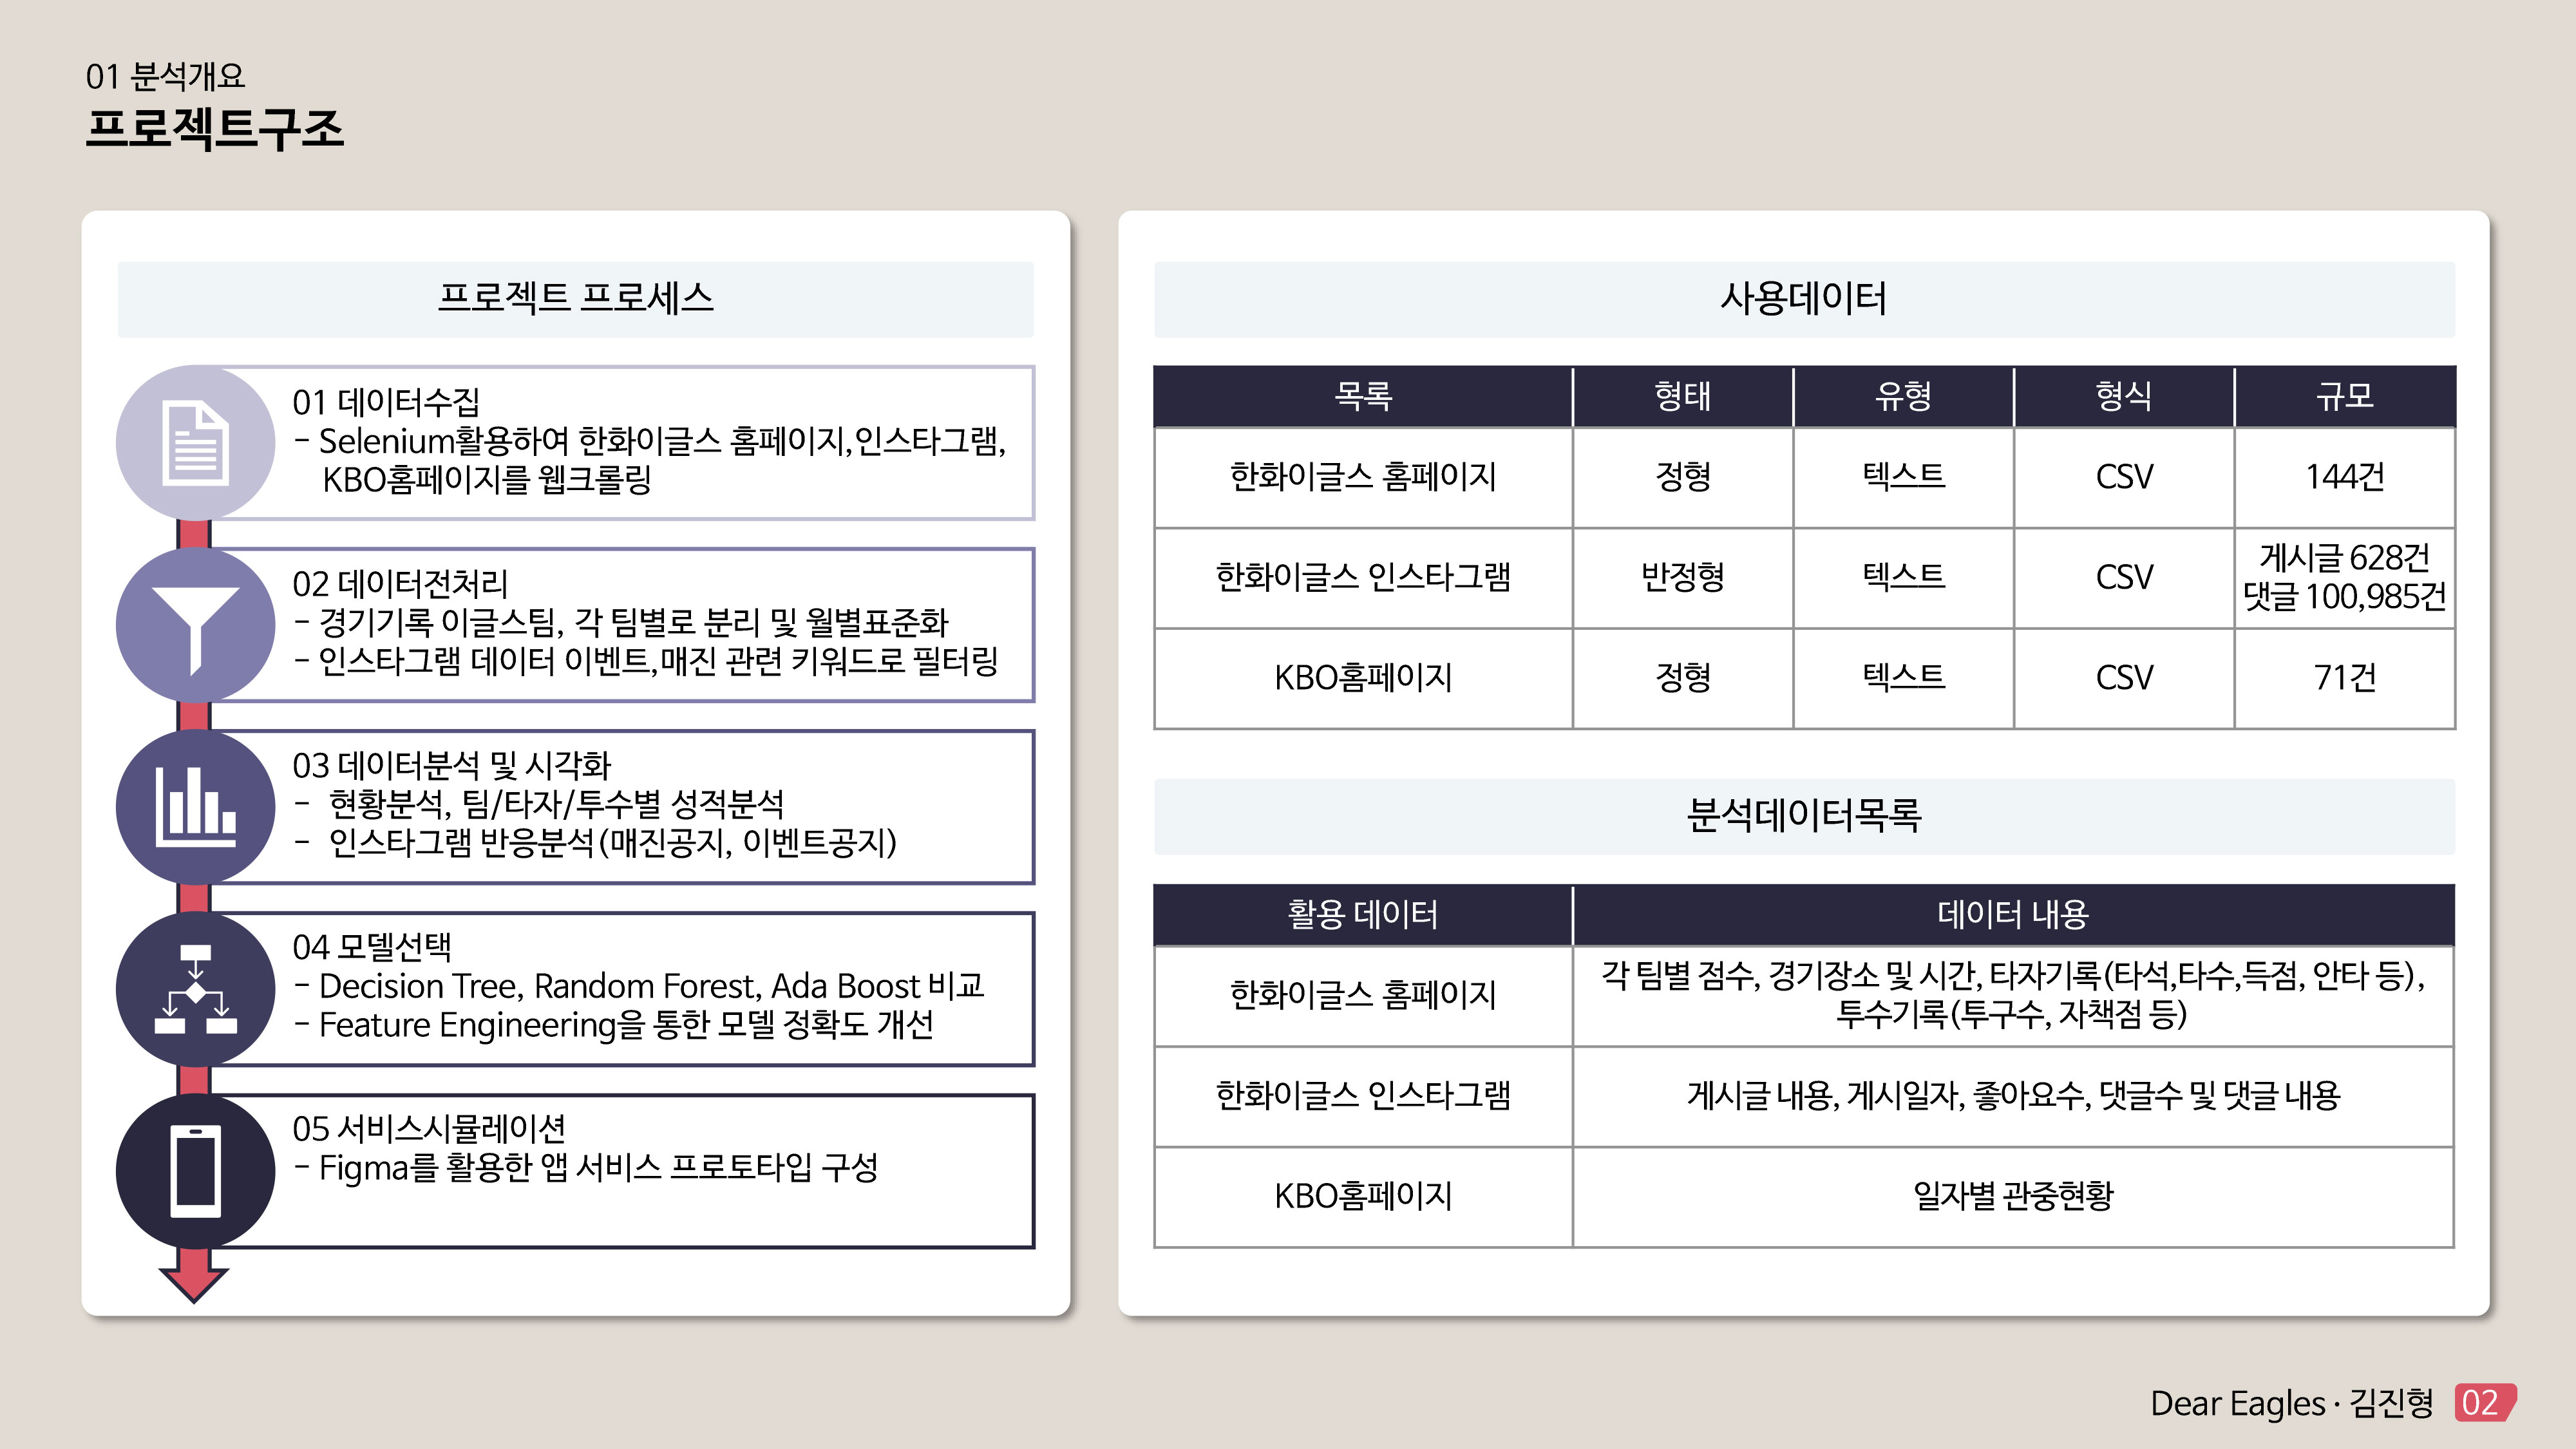 01 분석개요
프로젝트구조
프로젝트 프로세스
01 데이터수집
- Selenium활용하여 한화이글스 홈페이지,인스타그램,
KBO홈페이지를 웹크롤링
02 데이터전처리
- 경기기록 이글스팀, 각 팀별로 분리 및 월별표준화
- 인스타그램 데이터 이벤트,매진 관련 키워드로 필터링
03 데이터분석 및 시각화
- 현황분석, 팀/타자/투수별 성적분석
- 인스타그램 반응분석(매진공지, 이벤트공지)
04 모델선택
- Decision Tree, Random Forest, Ada Boost 비교
- Feature Engineering을 통한 모델 정확도 개선
05 서비스시뮬레이션
- Figma를 활용한 앱 서비스 프로토타입 구성
사용데이터
목록 형태 유형 형식 규모
한화이글스 홈페이지 정형 텍스트 CSV 144건
한화이글스 인스타그램 반정형 텍스트 CSV 게시글 628건
댓글 100,985건
KBO홈페이지 정형 텍스트 CSV 71건
분석데이터목록
활용 데이터 데이터 내용
한화이글스 홈페이지 각 팀별 점수, 경기장소 및 시간, 타자기록(타석,타수,득점, 안타 등),
투수기록(투구수, 자책점 등)
한화이글스 인스타그램 게시글 내용, 게시일자, 좋아요수, 댓글수 및 댓글 내용
KBO홈페이지 일자별 관중현황
Dear Eagles · 김진형 02